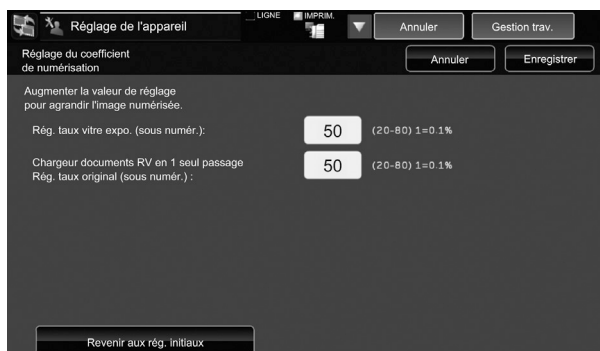 Réglage de l'appareil
LIGNE
IMPRIM.
Annuler
Gestion trav.
Réglage du coefficient
de numérisation
Annuler
Enregistrer
Augmenter la valeur de réglage
pour agrandir l'image numérisée.
Rég. taux vitre expo. (sous numér.):
50
(20-80) 1=0.1%
Chargeur documents RV en 1 seul passage
Rég. taux original (sous numér.) :
50
(20-80) 1=0.1%
Revenir aux rég. initiaux